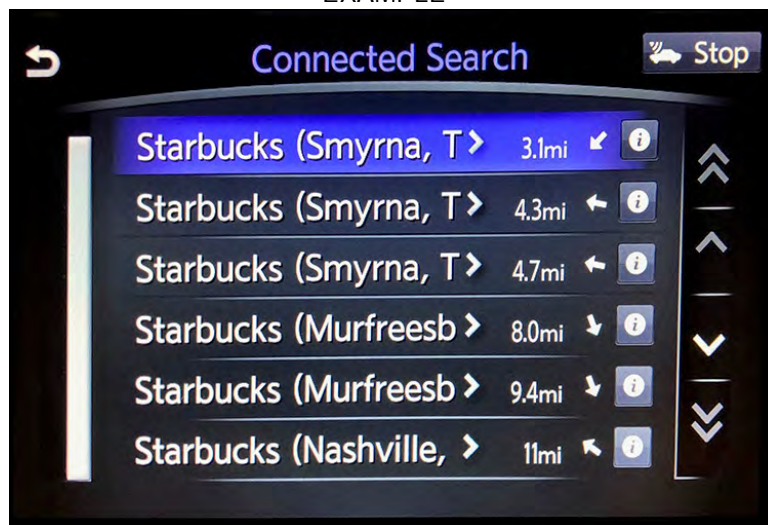 EXAMPLE
Connected Search
Stop
Starbucks (Smyrna, T 3.1mi i
Starbucks (Smyrna, T 4.3mi i
Starbucks (Smyrna, T 4.7mi i
Starbucks (Murfreesb 8.0mi i
Starbucks (Murfreesb 9.4mi i
Starbucks (Nashville, 11mi i